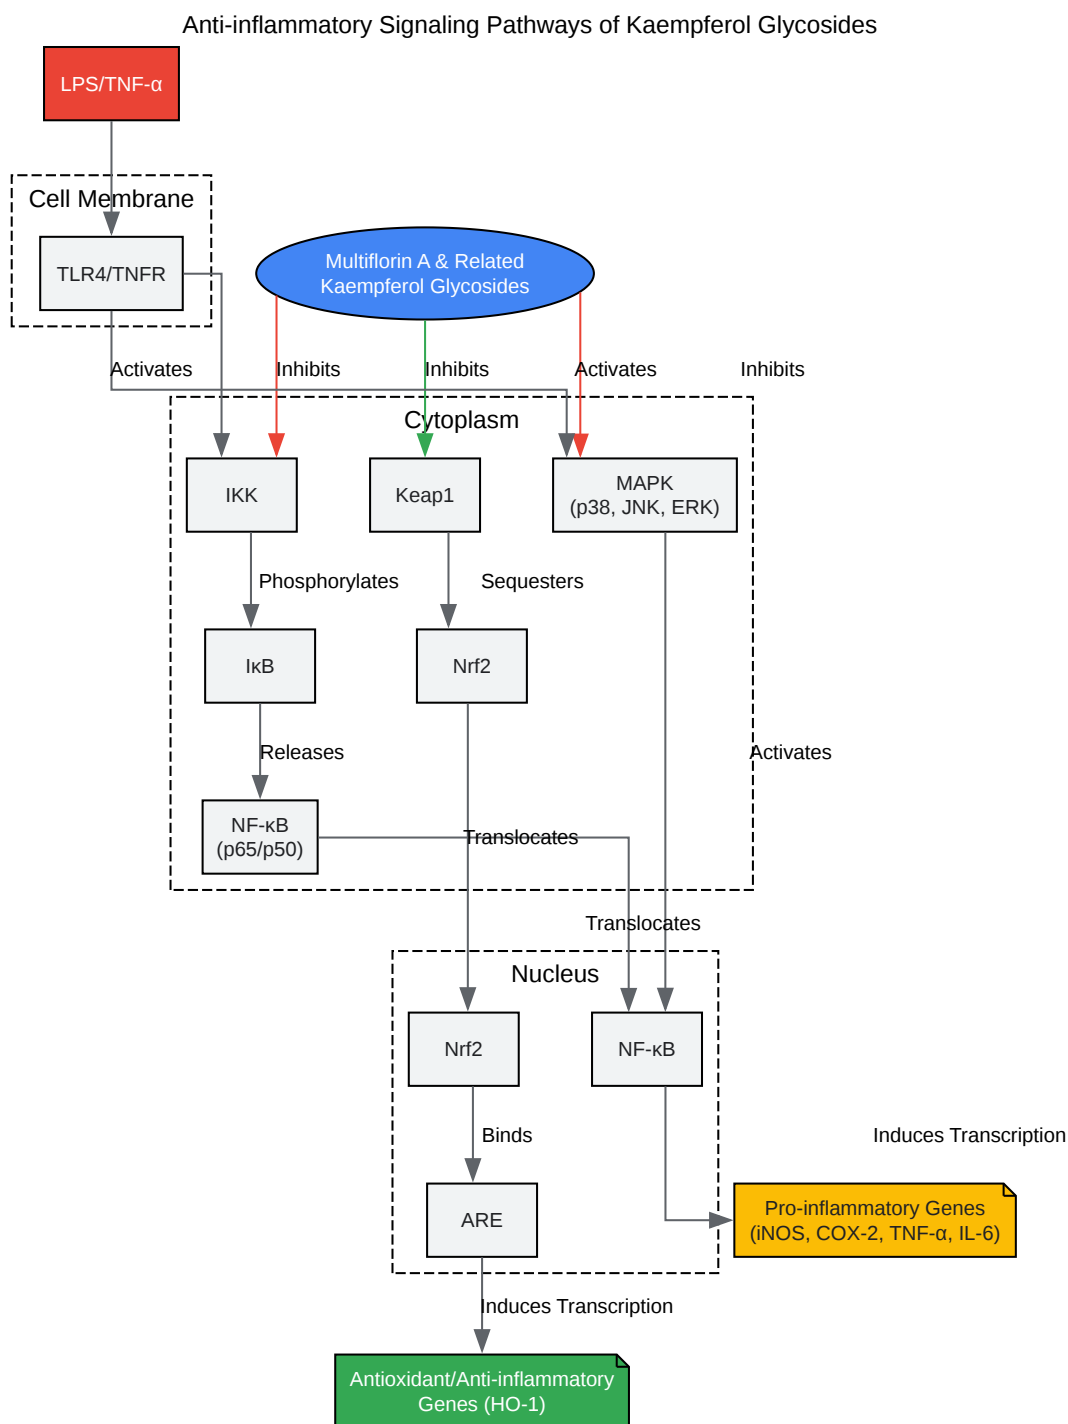 Anti-inflammatory Signaling Pathways of Kaempferol Glycosides
LPS/TNF-α
Cell Membrane
TLR4/TNFR
Multiflorin A & Related
Kaempferol Glycosides
Activates
Inhibits
Inhibits
Activates
Inhibits
Cytoplasm
IKK
Keap1
MAPK
(p38, JNK, ERK)
Phosphorylates
Sequesters
IκB
Nrf2
Releases
Activates
NF-κB
(p65/p50)
Translocates
Translocates
Nucleus
Nrf2
NF-κB
Binds
Induces Transcription
ARE
Pro-inflammatory Genes
(iNOS, COX-2, TNF-α, IL-6)
Induces Transcription
Antioxidant/Anti-inflammatory
Genes (HO-1)